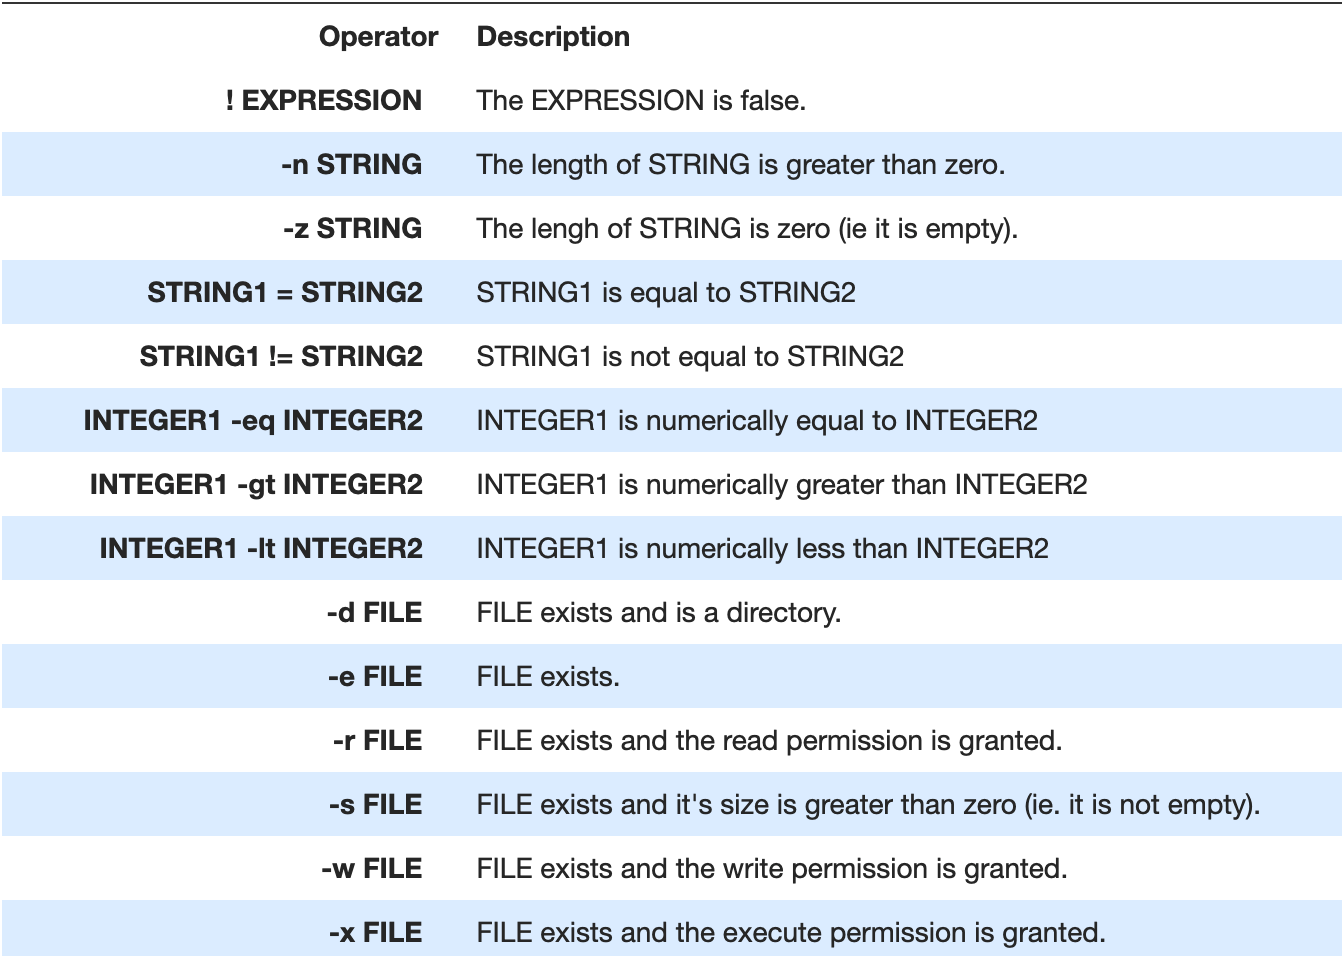 Operator Description
! EXPRESSION The EXPRESSION is false.
-n STRING The length of STRING is greater than zero.
-z STRING The lengh of STRING is zero (ie it is empty).
STRING1 = STRING2 STRING1 is equal to STRING2
STRING1 != STRING2 STRING1 is not equal to STRING2
INTEGER1 -eq INTEGER2 INTEGER1 is numerically equal to INTEGER2
INTEGER1 -gt INTEGER2 INTEGER1 is numerically greater than INTEGER2
INTEGER1 -lt INTEGER2 INTEGER1 is numerically less than INTEGER2
-d FILE FILE exists and is a directory.
-e FILE FILE exists.
-r FILE FILE exists and the read permission is granted.
-s FILE FILE exists and it's size is greater than zero (ie. it is not empty).
-w FILE FILE exists and the write permission is granted.
-x FILE FILE exists and the execute permission is granted.